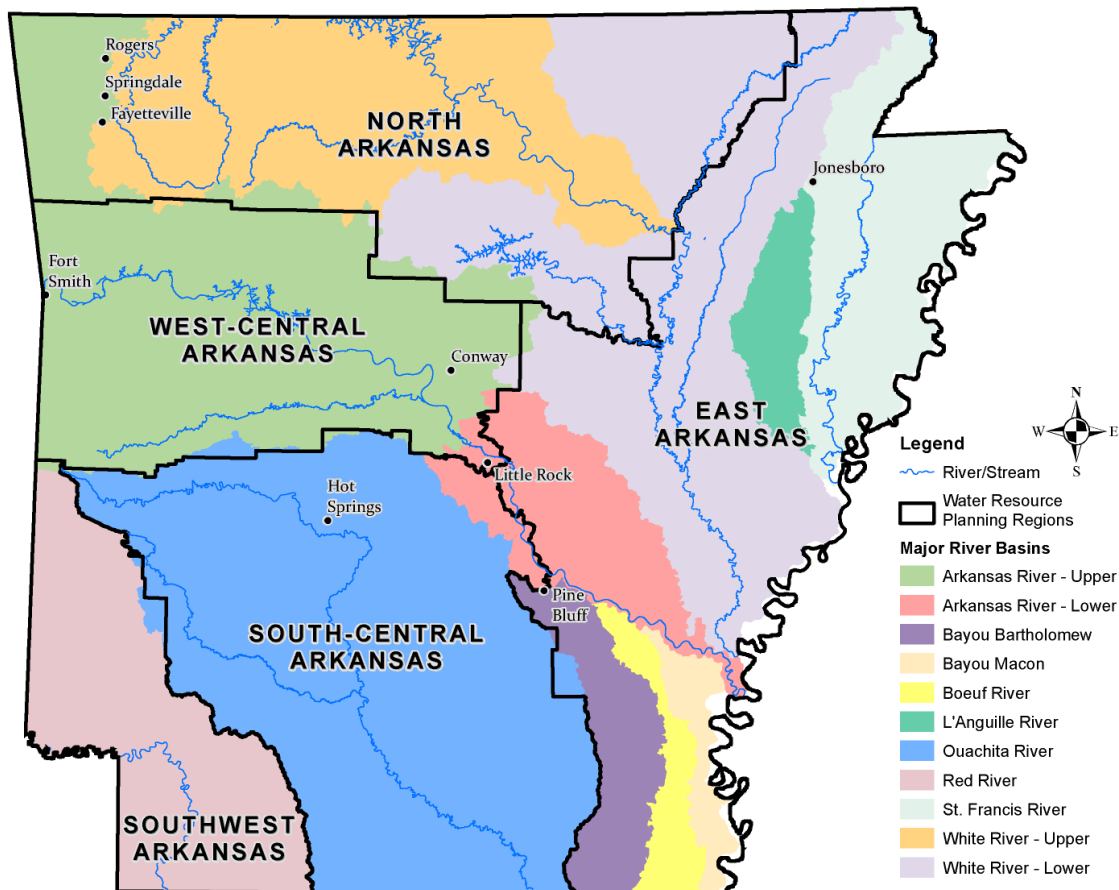 Rogers
Springdale
Fayetteville
NORTH
ARKANSAS
Jonesboro
Fort
Smith
WEST-CENTRAL
ARKANSAS
Conway
EAST
ARKANSAS
Little Rock
Hot
Springs
Pine
Bluff
SOUTH-CENTRAL
ARKANSAS
SOUTHWEST
ARKANSAS
N
W
E
S
Legend
River/Stream
Water Resource
Planning Regions
Major River Basins
Arkansas River - Upper
Arkansas River - Lower
Bayou Bartholomew
Bayou Macon
Boeuf River
L'Anguille River
Ouachita River
Red River
St. Francis River
White River - Upper
White River - Lower